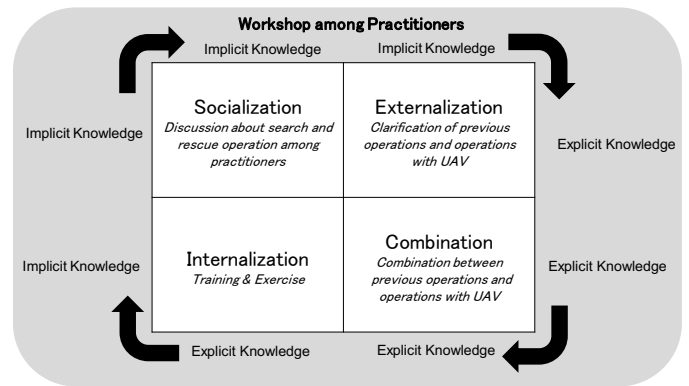 Workshop among Practitioners
Implicit Knowledge
Implicit Knowledge
Implicit Knowledge
Socialization
Discussion about search and
rescue operation among
practitioners
Externalization
Clarification of previous
operations and operations
with UAV
Explicit Knowledge
Implicit Knowledge
Internalization
Training & Exercise
Combination
Combination between
previous operations and
operations with UAV
Explicit Knowledge
Explicit Knowledge
Explicit Knowledge